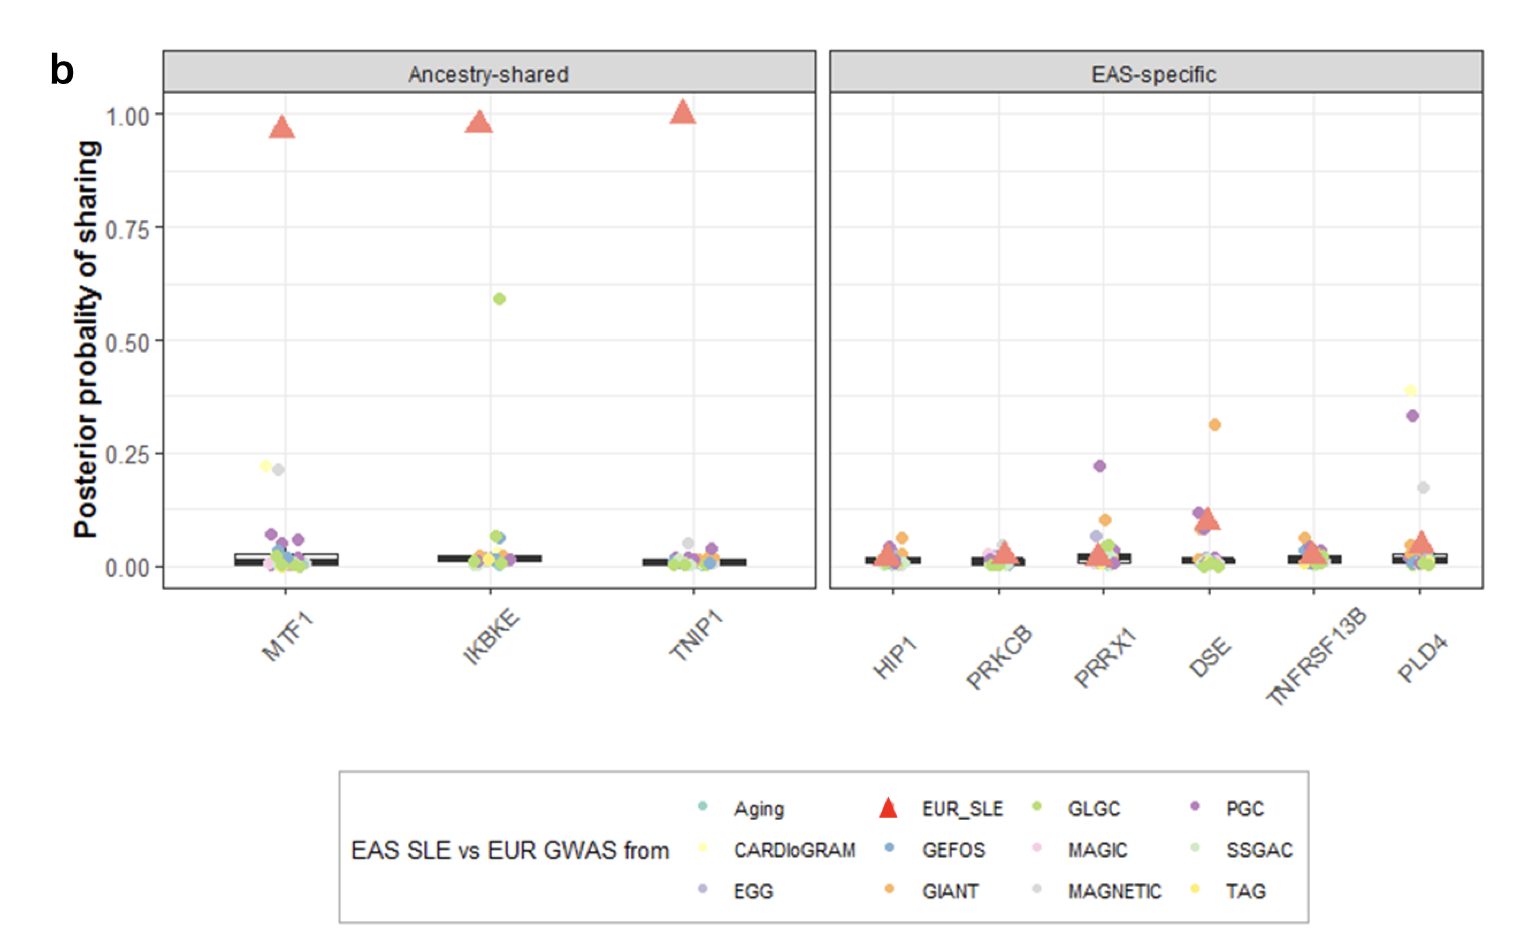 b
Ancestry-shared
EAS-specific
Posterior probality of sharing
1.00
0.75
0.50
0.25
0.00
MTF1
IKBKE
TNIP1
HIP1
PRKCB
PRRX1
DSE
TNFRSF13B
PLD4
EAS SLE vs EUR GWAS from
Aging
EUR_SLE
GLGC
PGC
CARDIoGRAM
GEFOS
MAGIC
SSGAC
EGG
GIANT
MAGNETIC
TAG